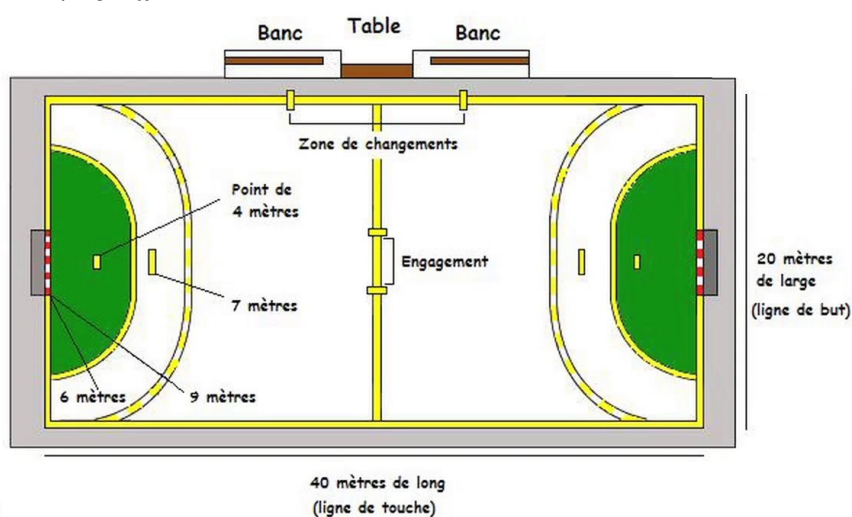 Banc
Table
Banc
Zone de changements
Point de
4 mètres
Engagement
7 mètres
20 mètres
de large
(ligne de but)
6 mètres
9 mètres
40 mètres de long
(ligne de touche)